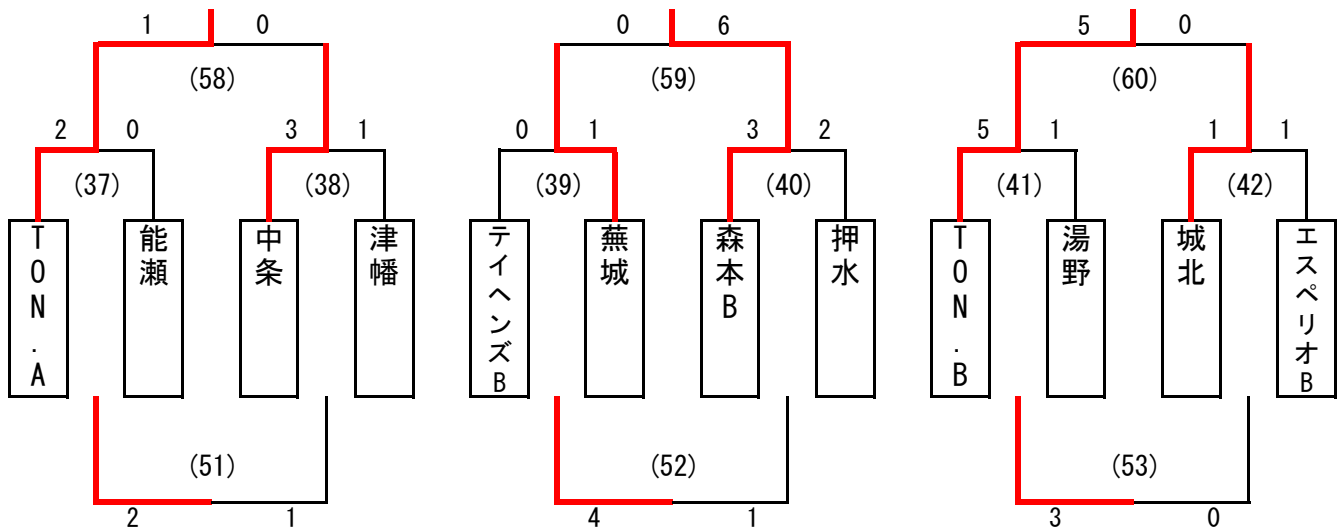 1 0 0 6 5 0
(58) (59) (60)
2 0 3 1 0 1 3 2 5 1 1 1
(37) (38) (39) (40) (41) (42)
TON.A
能瀬
中条
津幡
テイヘンズB
蕪城
森本B
押水
TON.B
湯野
城北
エスペリオB
(51) (52) (53)
2 1 4 1 3 0